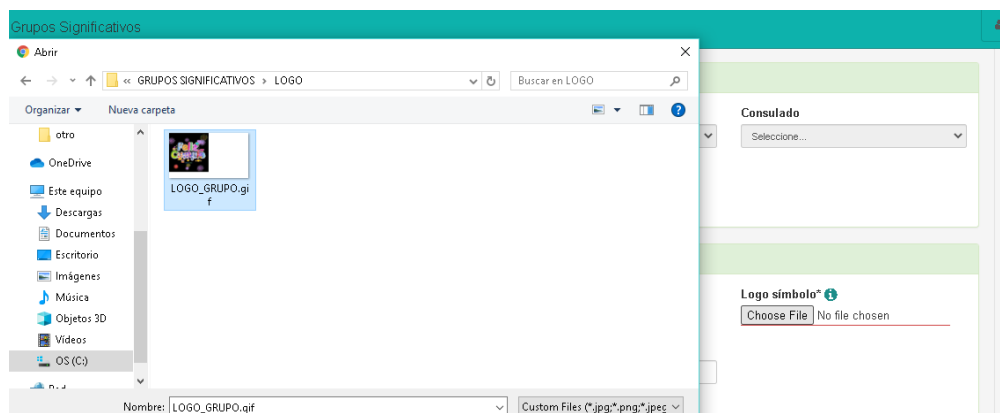 Grupos Significativos
Abrir
« GRUPOS SIGNIFICATIVOS > LOGO
Buscar en LOGO
Organizar
Nueva carpeta
otro
OneDrive
Este equipo
Descargas
Documentos
Escritorio
Imágenes
Música
Objetos 3D
Vídeos
OS (C:)
LOGO_GRUPO.gi
f
Consulado
Seleccione...
Logo símbolo*
Choose File No file chosen
Nombre: LOGO_GRUPO.gif
Custom Files (*.jpg;*.png;*.jpeg